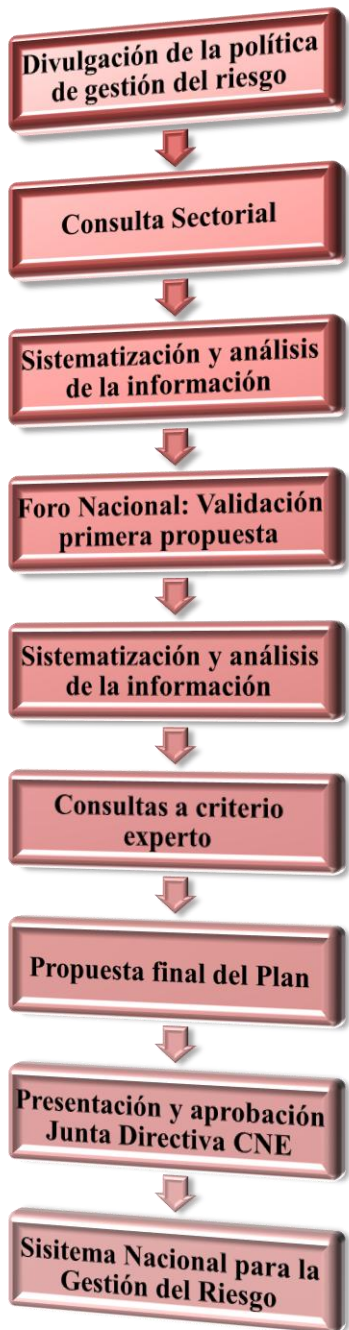 Divulgación de la política
de gestión del riesgo
Consulta Sectorial
Sistematización y análisis
de la información
Foro Nacional: Validación
primera propuesta
Sistematización y análisis
de la información
Consultas a criterio
experto
Propuesta final del Plan
Presentación y aprobación
Junta Directiva CNE
Sisitema Nacional para la
Gestión del Riesgo